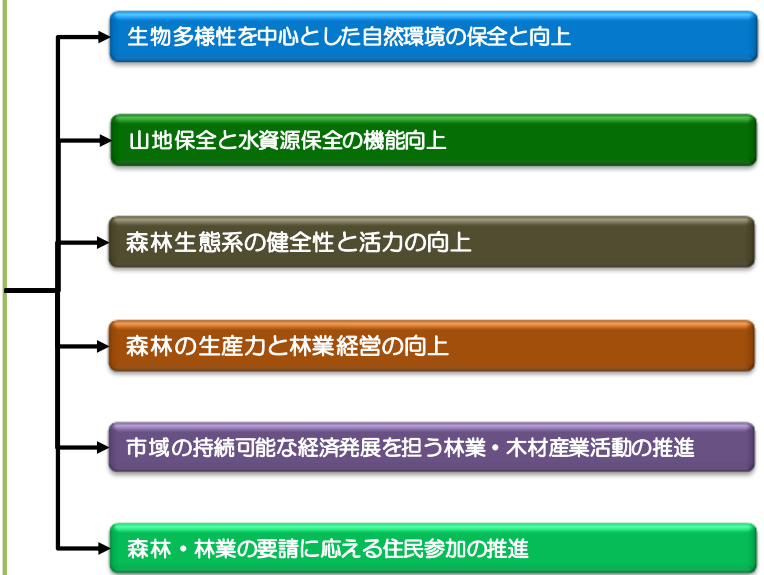 生物多様性を中心とした自然環境の保全と向上
山地保全と水資源保全の機能向上
森林生態系の健全性と活力の向上
森林の生産力と林業経営の向上
市域の持続可能な経済発展を担う林業・木材産業活動の推進
森林・林業の要請に応える住民参加の推進